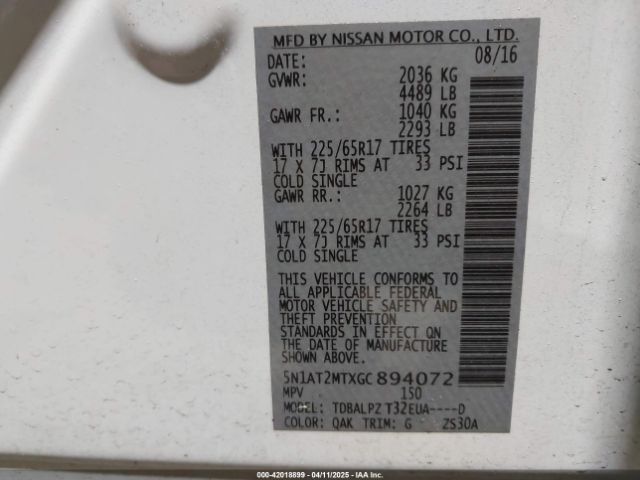 MFD BY NISSAN MOTOR CO., LTD.
DATE: 08/16
GVWR: 2036 KG
4489 LB
GAWR FR.: 1040 KG
2293 LB
WITH 225/65R17 TIRES
17 X 7J RIMS AT 33 PSI
COLD SINGLE
GAWR RR.: 1027 KG
2264 LB
WITH 225/65R17 TIRES
17 X 7J RIMS AT 33 PSI
COLD SINGLE
THIS VEHICLE CONFORMS TO
ALL APPLICABLE FEDERAL
MOTOR VEHICLE SAFETY AND
THEFT PREVENTION
STANDARDS IN EFFECT ON
THE DATE OF MANUFACTURE
SHOWN ABOVE.
5N1AT2MTXGC894072
MPV 150
MODEL: TDBALPZ T32EUA----D
COLOR: QAK TRIM: G ZS30A
000-42018899 - 04/11/2025 - IAAI.COM